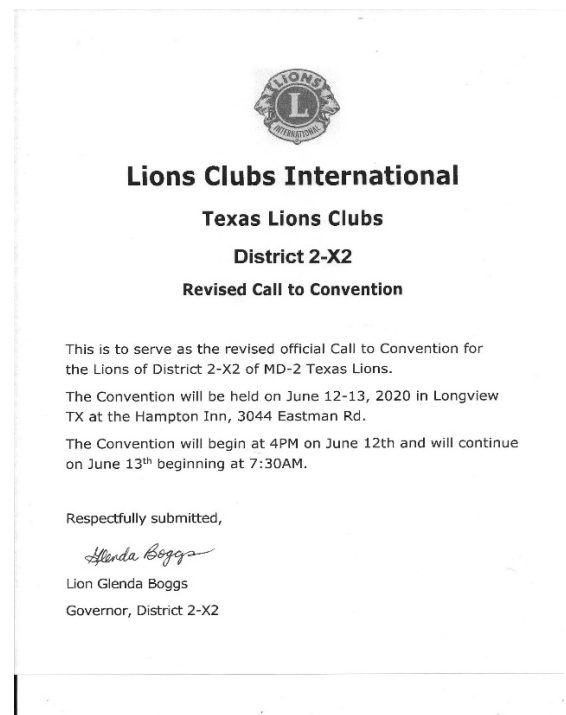 LIONS
L
INTERNATIONAL
Lions Clubs International
Texas Lions Clubs
District 2-X2
Revised Call to Convention
This is to serve as the revised official Call to Convention for
the Lions of District 2-X2 of MD-2 Texas Lions.
The Convention will be held on June 12-13, 2020 in Longview
TX at the Hampton Inn, 3044 Eastman Rd.
The Convention will begin at 4PM on June 12th and will continue
on June 13th beginning at 7:30AM.
Respectfully submitted,
Glenda Boggs
Lion Glenda Boggs
Governor, District 2-X2